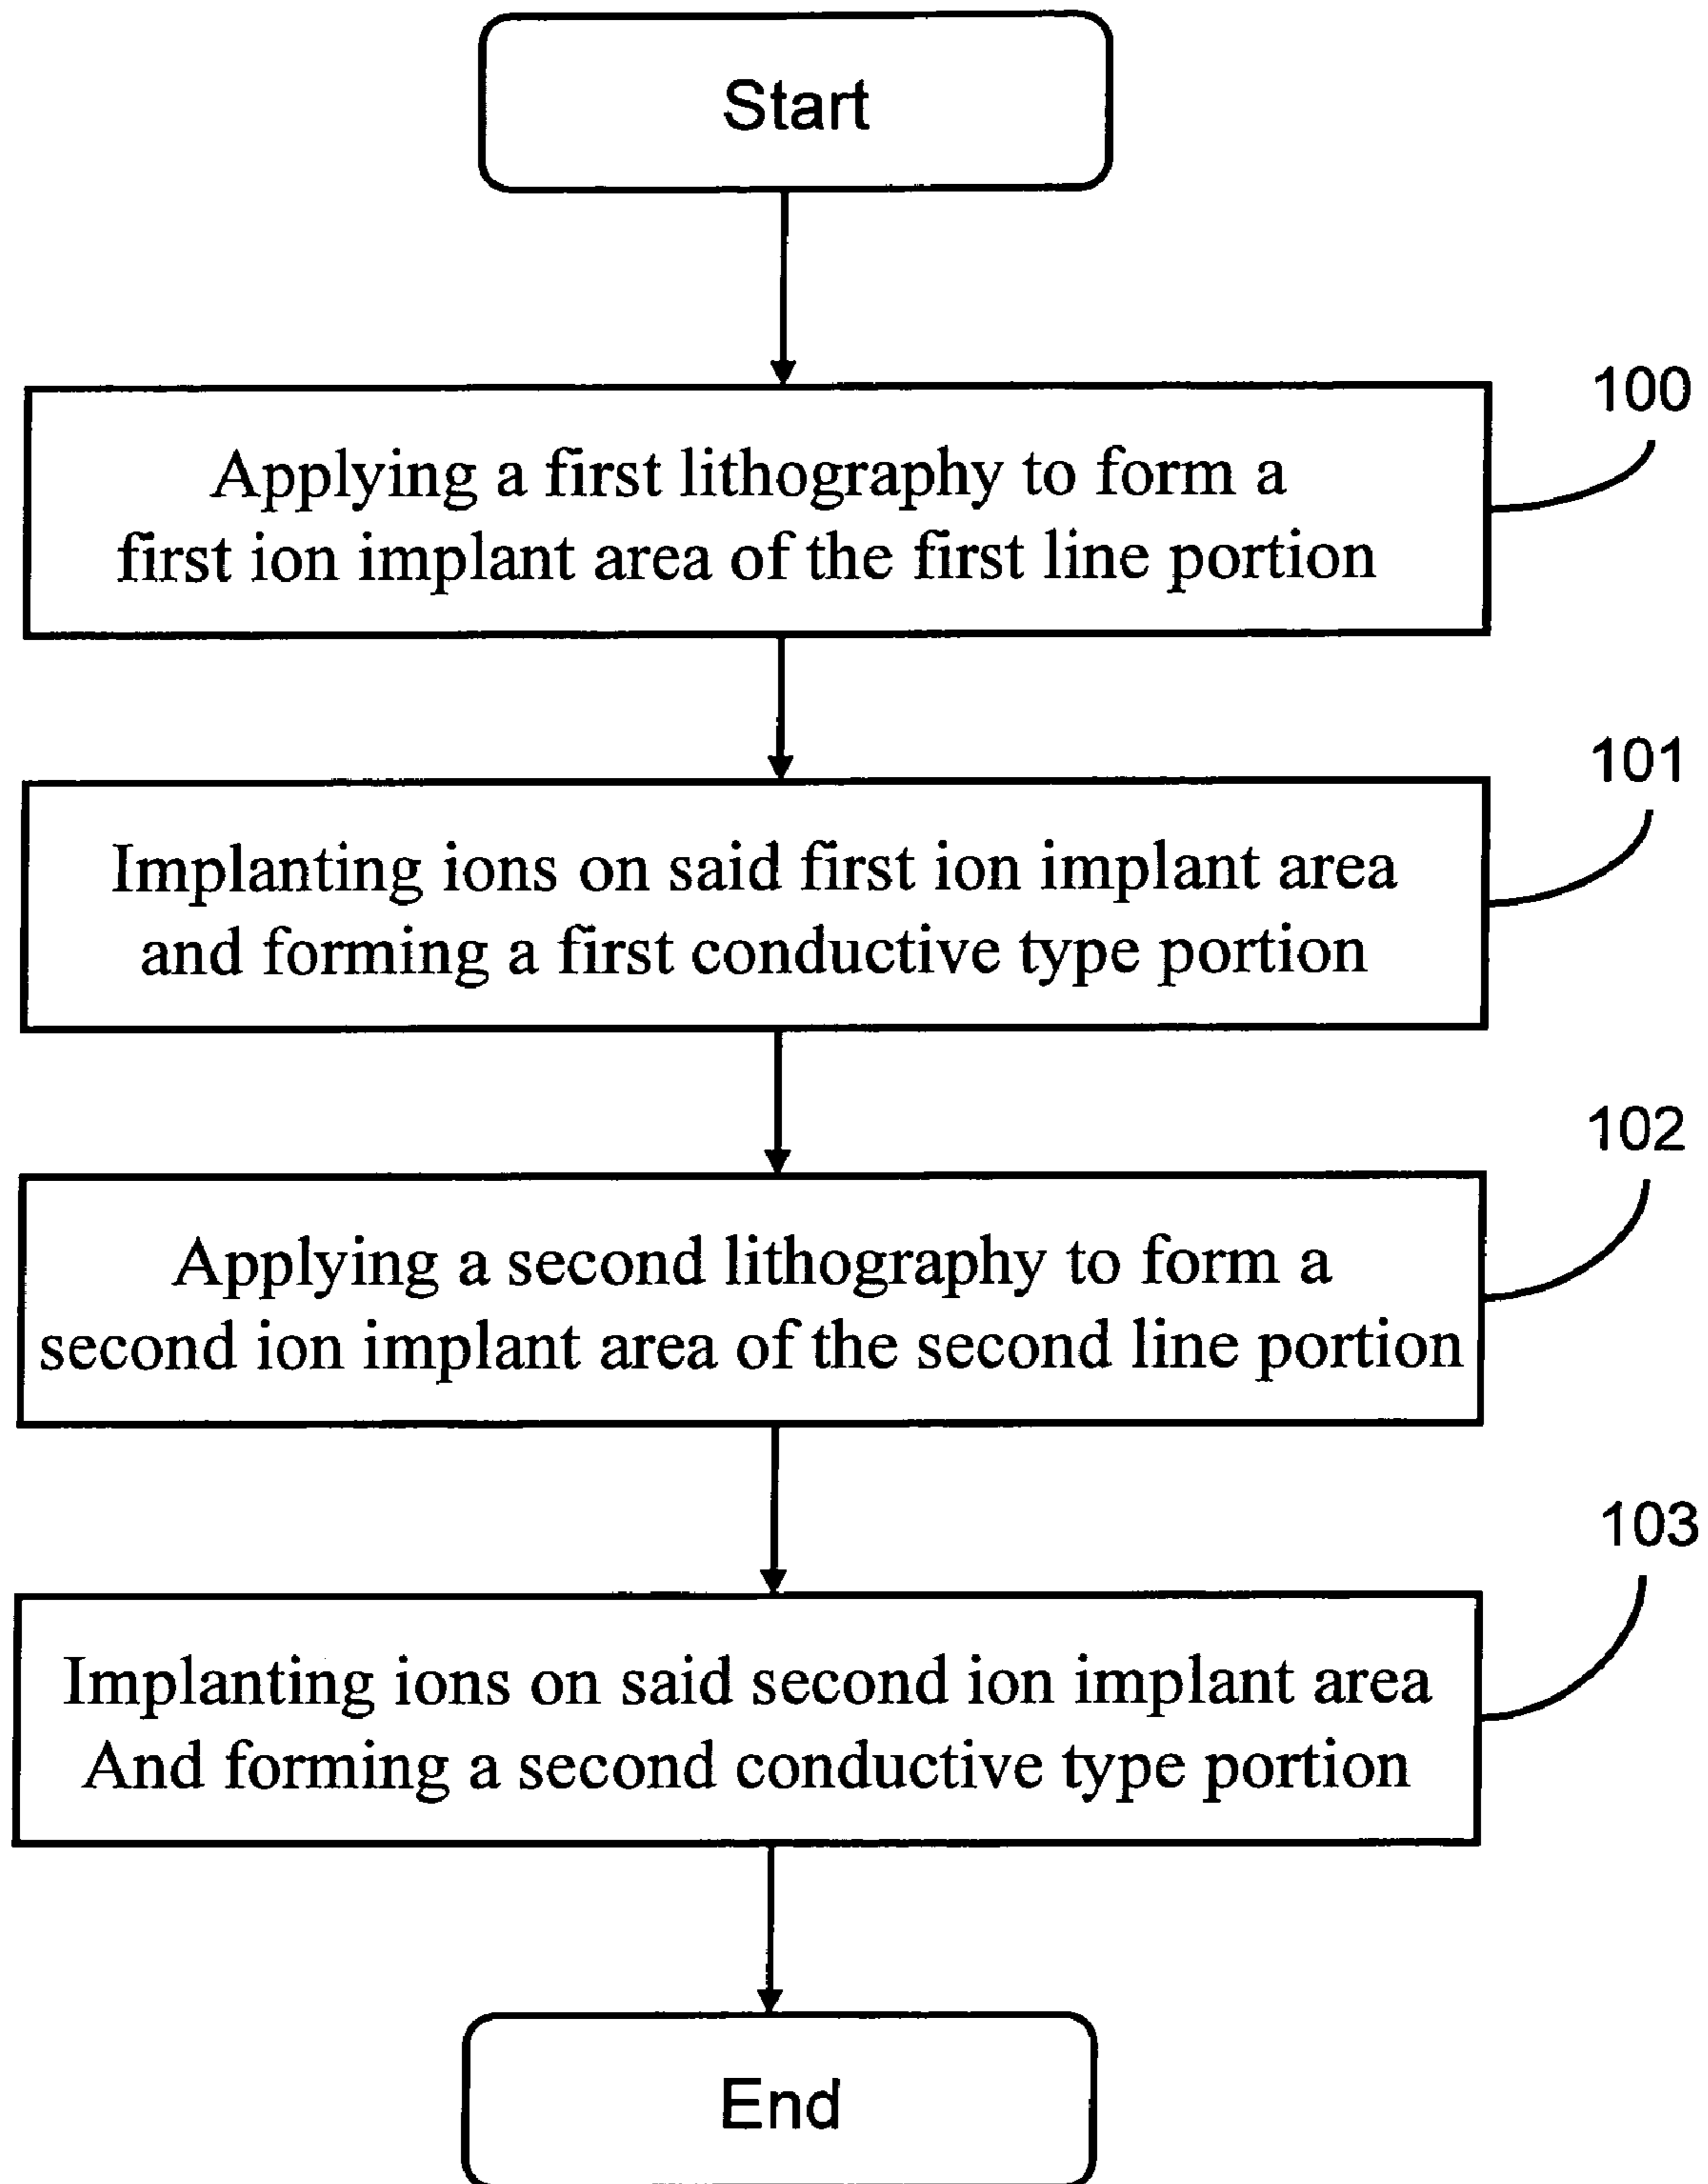 Start
100
Applying a first lithography to form a
first ion implant area of the first line portion
101
Implanting ions on said first ion implant area
and forming a first conductive type portion
102
Applying a second lithography to form a
second ion implant area of the second line portion
103
Implanting ions on said second ion implant area
And forming a second conductive type portion
End